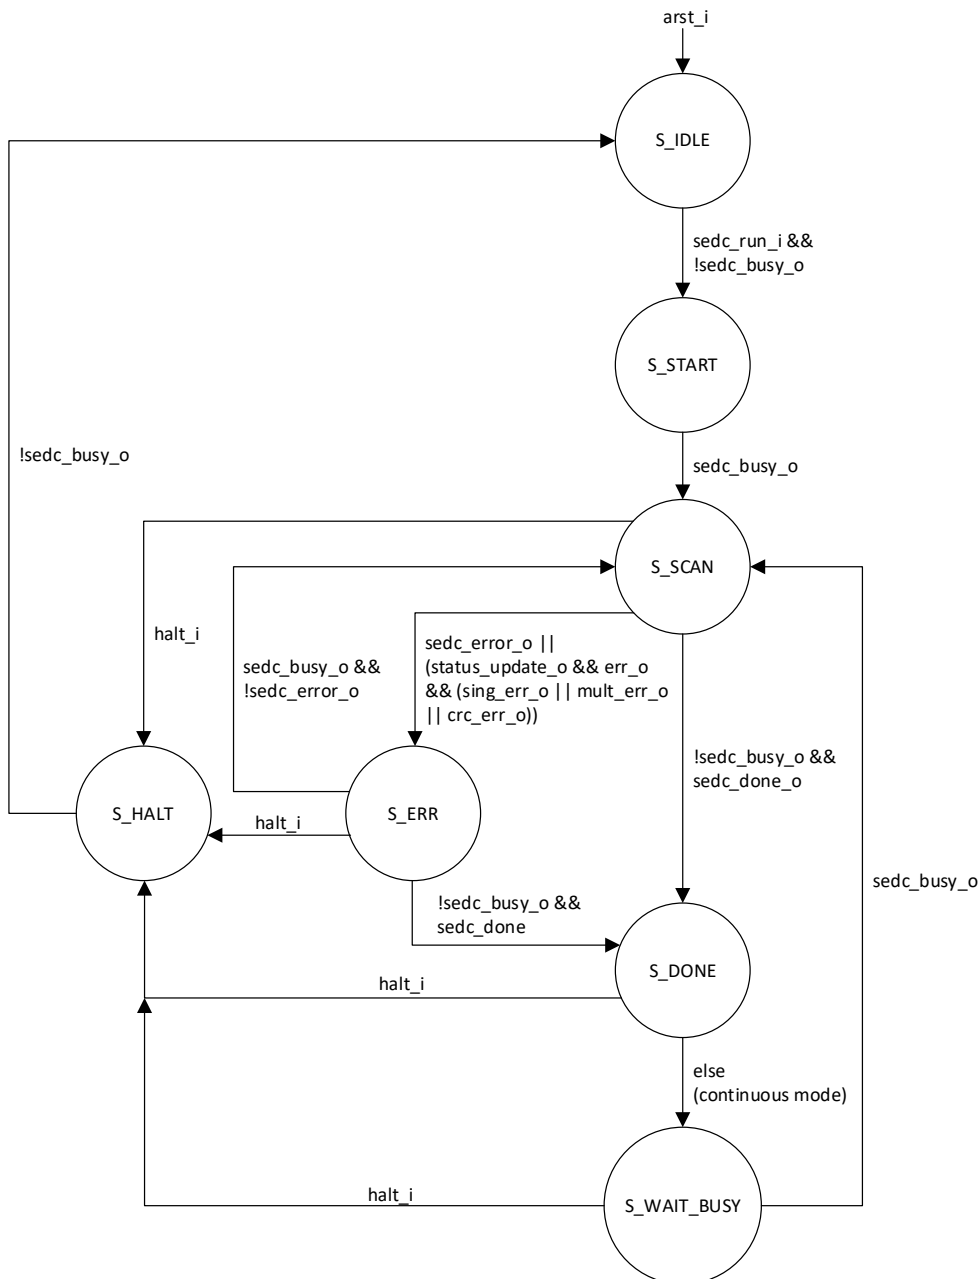 arst_i
S_IDLE
sedc_run_i &&
!sedc_busy_o
S_START
!sedc_busy_o
sedc_busy_o
S_SCAN
halt_i
sedc_busy_o &&
!sedc_error_o
sedc_error_o ||
(status_update_o && err_o
&& (sing_err_o || mult_err_o
|| crc_err_o))
!sedc_busy_o &&
sedc_done_o
S_HALT
halt_i
S_ERR
sedc_busy_o
!sedc_busy_o &&
sedc_done
S_DONE
halt_i
else
(continuous mode)
halt_i
S_WAIT_BUSY